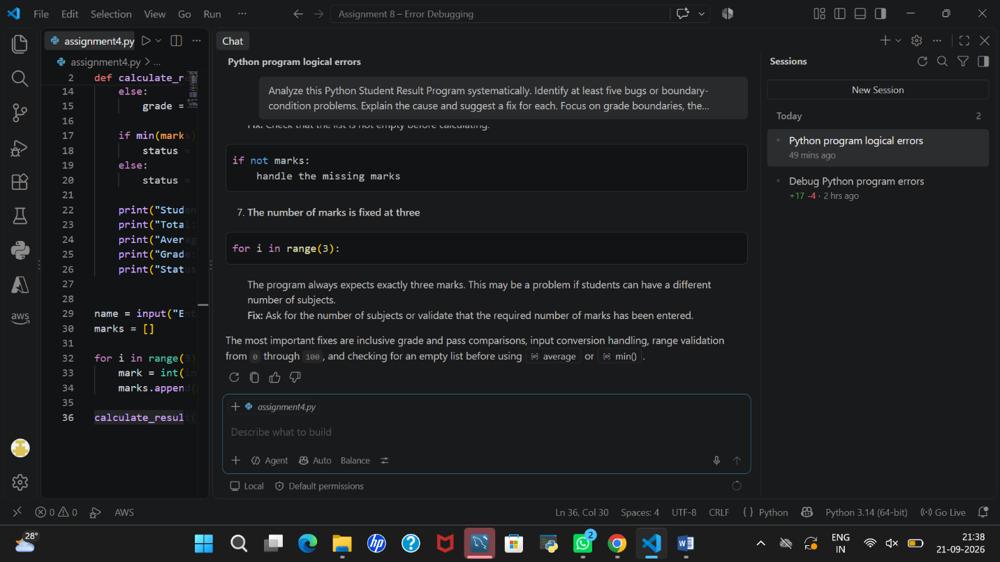 File Edit Selection View Go Run
Assignment 8 – Error Debugging
assignment4.py
assignment4.py > ...
2 def calculate_r
14 else:
15 grade =
16
17 if min(marks)
18 status =
19 else:
20 status =
21
22 print("Studen
23 print("Total:
24 print("Averag
25 print("Grade:
26 print("Status
27
28
29 name = input("Ent
30 marks = []
31
32 for i in range(3)
33 mark = int(in
34 marks.append(
35
36 calculate_result(
aws
Chat
Python program logical errors
Analyze this Python Student Result Program systematically. Identify at least five bugs or boundary-
condition problems. Explain the cause and suggest a fix for each. Focus on grade boundaries, the...
Fix: Check that the list is not empty before calculating.
if not marks:
handle the missing marks
7. The number of marks is fixed at three
for i in range(3):
The program always expects exactly three marks. This may be a problem if students can have a different
number of subjects.
Fix: Ask for the number of subjects or validate that the required number of marks has been entered.
The most important fixes are inclusive grade and pass comparisons, input conversion handling, range validation
from 0 through 100, and checking for an empty list before using average or min().
assignment4.py
Describe what to build
Agent Auto Balance
Local Default permissions
Sessions
New Session
Today 2
Python program logical errors
49 mins ago
Debug Python program errors
+17 -4 · 2 hrs ago
0 0 AWS Ln 36, Col 30 Spaces: 4 UTF-8 CRLF {} Python Python 3.14 (64-bit) Go Live
28° hp 2 ENG 21:38
IN 21-09-2026